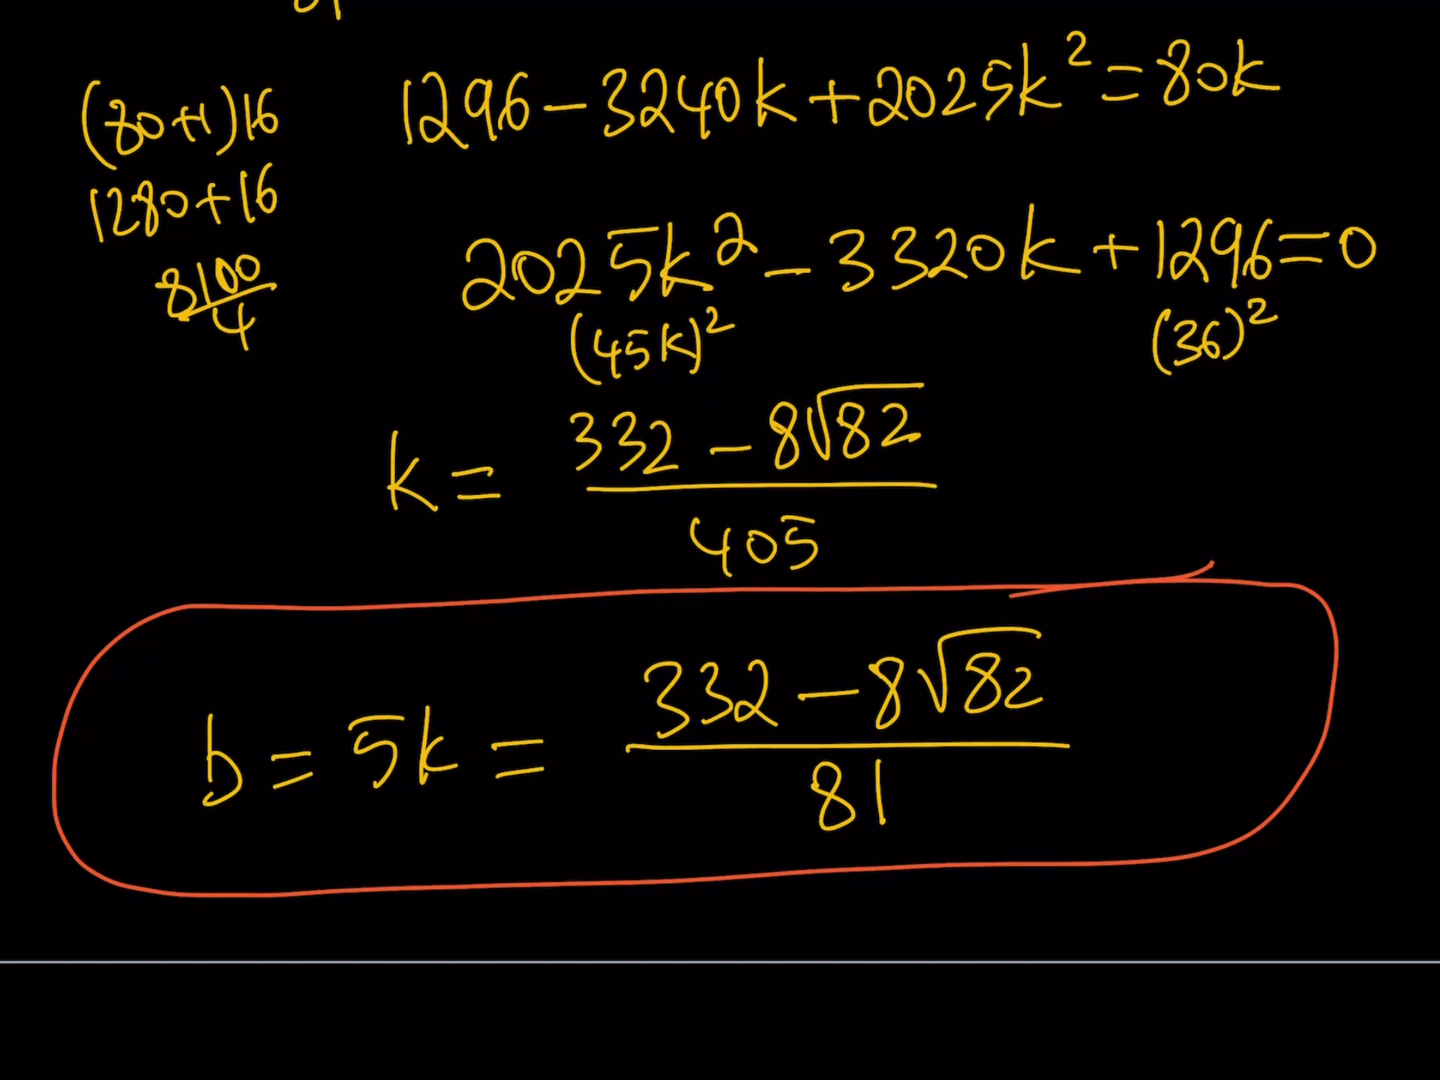 (80+1)16
1296-3240k+2025k²=80k
1280+16
8100/4
2025k²-3320k+1296=0
(45k)² (36)²
k = (332 - 8√82)/405
b = 5k = (332 - 8√82)/81